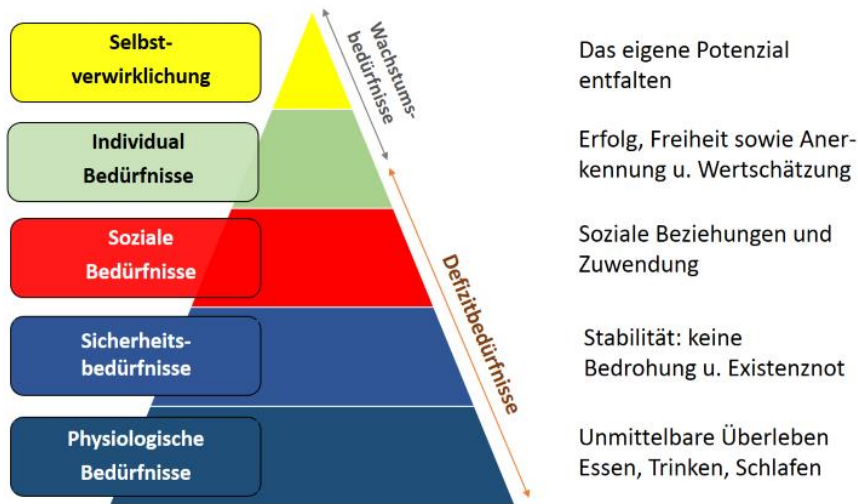 Selbst-
verwirklichung
Wachstums-
bedürfnisse
Das eigene Potenzial
entfalten
Individual
Bedürfnisse
Erfolg, Freiheit sowie Aner-
kennung u. Wertschätzung
Soziale
Bedürfnisse
Defizitbedürfnisse
Soziale Beziehungen und
Zuwendung
Sicherheits-
bedürfnisse
Stabilität: keine
Bedrohung u. Existenznot
Physiologische
Bedürfnisse
Unmittelbare Überleben
Essen, Trinken, Schlafen